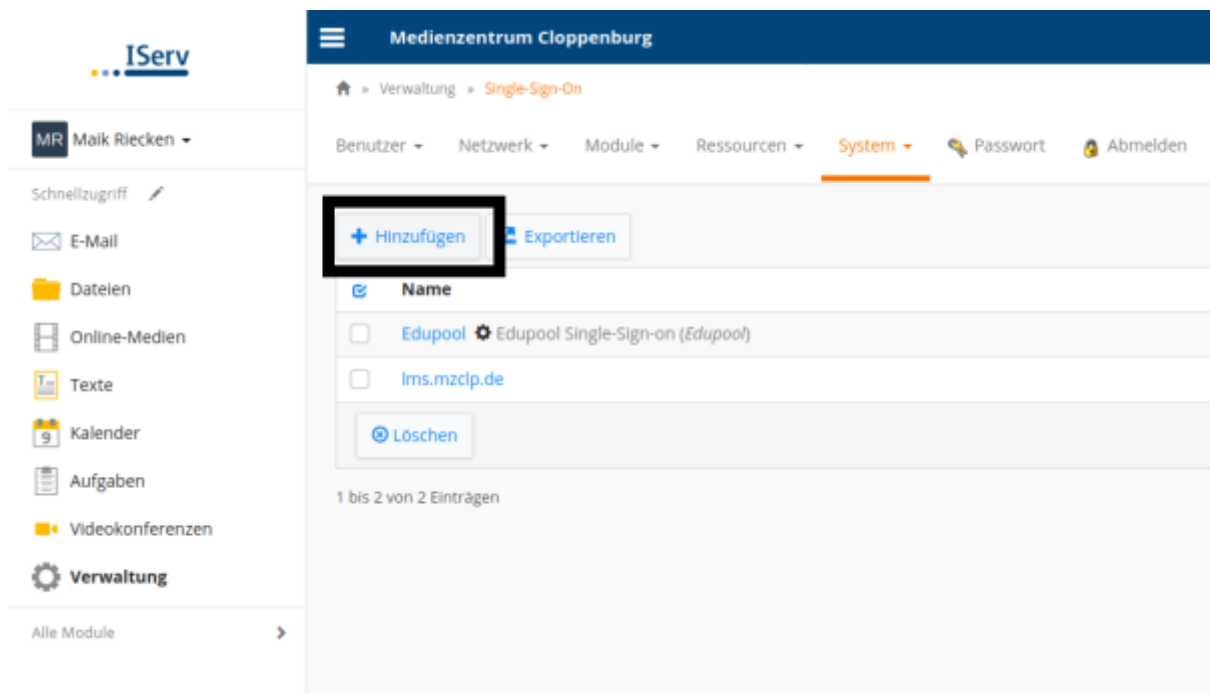 IServ
MR Maik Riecken
Schnellzugriff
E-Mail
Dateien
Online-Medien
Texte
9 Kalender
Aufgaben
Videokonferenzen
Verwaltung
Alle Module
Medienzentrum Cloppenburg
» Verwaltung » Single-Sign-On
Benutzer Netzwerk Module Ressourcen System Passwort Abmelden
+ Hinzufügen Exportieren
Name
Edupool Edupool Single-Sign-on (Edupool)
lms.mzclp.de
Löschen
1 bis 2 von 2 Einträgen